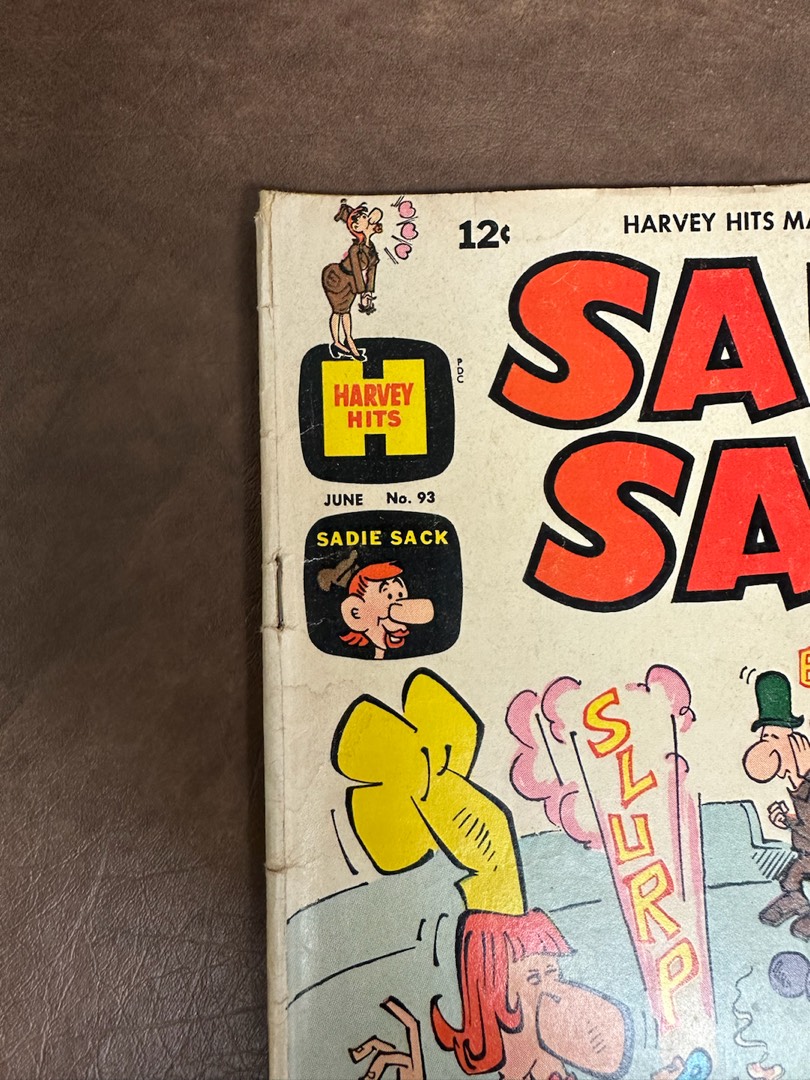 12¢
HARVEY HITS MA
SA
SA
HARVEY
HITS
PDC
JUNE No. 93
SADIE SACK
SLURP